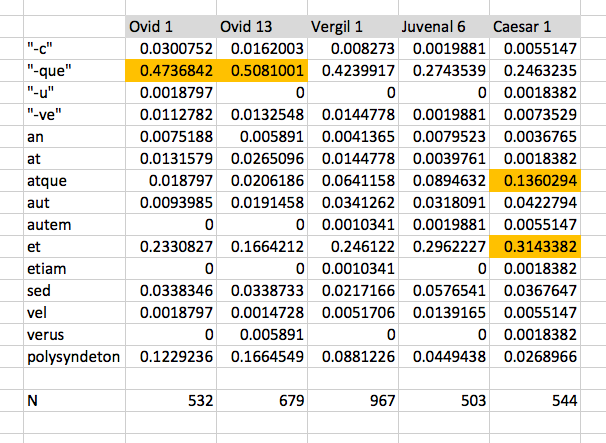 Ovid 1 Ovid 13 Vergil 1 Juvenal 6 Caesar 1
"-c" 0.0300752 0.0162003 0.008273 0.0019881 0.0055147
"-que" 0.4736842 0.5081001 0.4239917 0.2743539 0.2463235
"-u" 0.0018797 0 0 0 0.0018382
"-ve" 0.0112782 0.0132548 0.0144778 0.0019881 0.0073529
an 0.0075188 0.005891 0.0041365 0.0079523 0.0036765
at 0.0131579 0.0265096 0.0144778 0.0039761 0.0018382
atque 0.018797 0.0206186 0.0641158 0.0894632 0.1360294
aut 0.0093985 0.0191458 0.0341262 0.0318091 0.0422794
autem 0 0 0.0010341 0.0019881 0.0055147
et 0.2330827 0.1664212 0.246122 0.2962227 0.3143382
etiam 0 0 0.0010341 0 0.0018382
sed 0.0338346 0.0338733 0.0217166 0.0576541 0.0367647
vel 0.0018797 0.0014728 0.0051706 0.0139165 0.0055147
verus 0 0.005891 0 0 0.0018382
polysyndeton 0.1229236 0.1664549 0.0881226 0.0449438 0.0268966
N 532 679 967 503 544